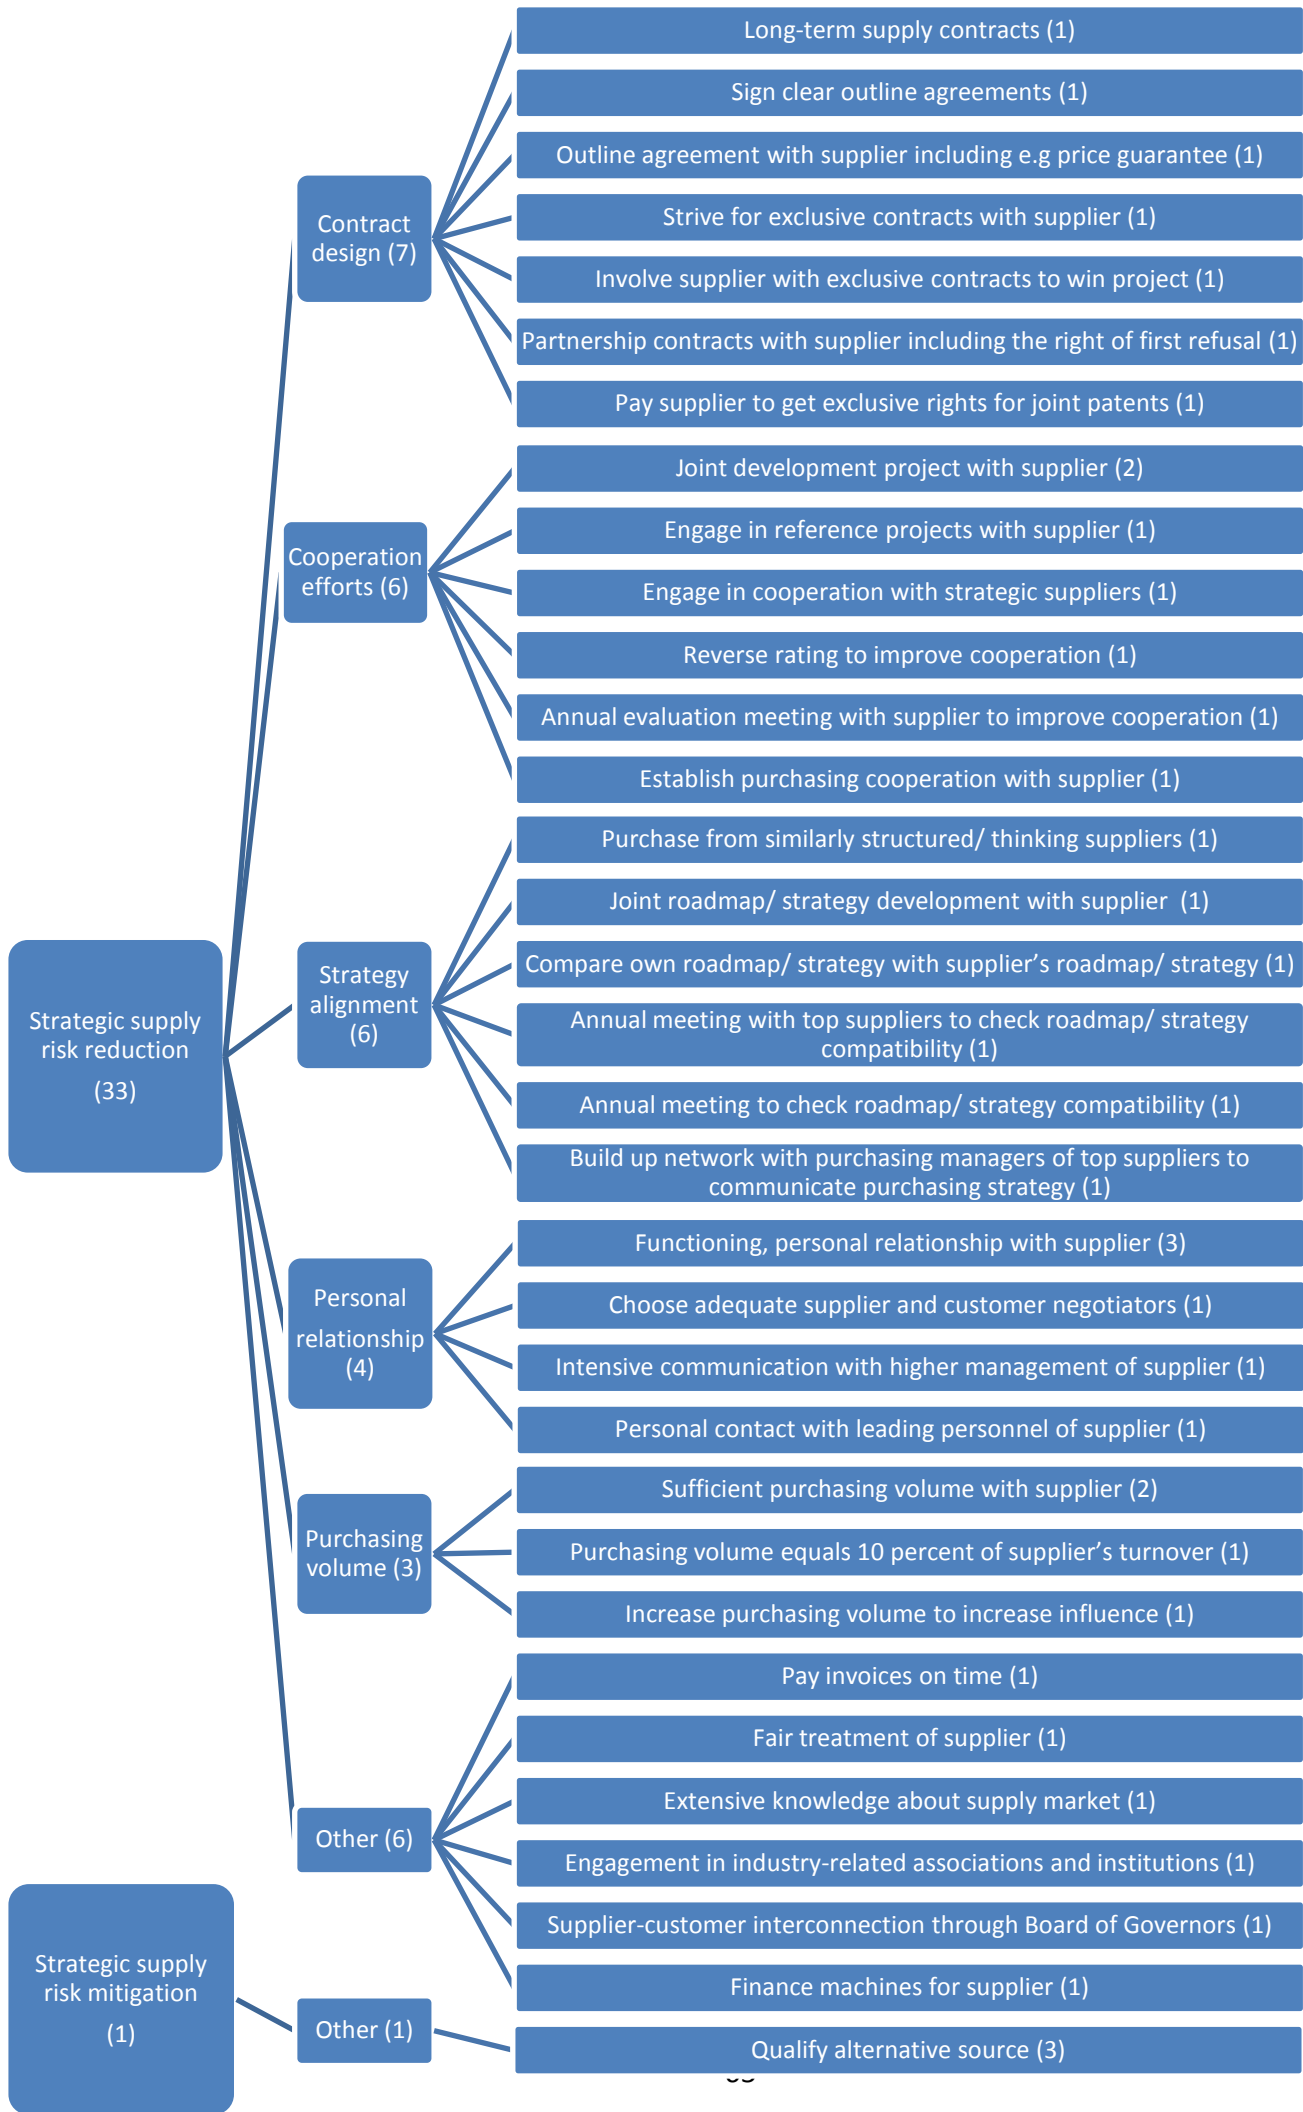 Long-term supply contracts (1)
Sign clear outline agreements (1)
Outline agreement with supplier including e.g price guarantee (1)
Contract
design (7)
Strive for exclusive contracts with supplier (1)
Involve supplier with exclusive contracts to win project (1)
Partnership contracts with supplier including the right of first refusal (1)
Pay supplier to get exclusive rights for joint patents (1)
Joint development project with supplier (2)
Engage in reference projects with supplier (1)
Cooperation
efforts (6)
Engage in cooperation with strategic suppliers (1)
Reverse rating to improve cooperation (1)
Annual evaluation meeting with supplier to improve cooperation (1)
Establish purchasing cooperation with supplier (1)
Purchase from similarly structured/ thinking suppliers (1)
Joint roadmap/ strategy development with supplier (1)
Strategic supply
risk reduction
(33)
Strategy
alignment
(6)
Compare own roadmap/ strategy with supplier’s roadmap/ strategy (1)
Annual meeting with top suppliers to check roadmap/ strategy
compatibility (1)
Annual meeting to check roadmap/ strategy compatibility (1)
Build up network with purchasing managers of top suppliers to
communicate purchasing strategy (1)
Functioning, personal relationship with supplier (3)
Personal
relationship
(4)
Choose adequate supplier and customer negotiators (1)
Intensive communication with higher management of supplier (1)
Personal contact with leading personnel of supplier (1)
Sufficient purchasing volume with supplier (2)
Purchasing
volume (3)
Purchasing volume equals 10 percent of supplier’s turnover (1)
Increase purchasing volume to increase influence (1)
Pay invoices on time (1)
Fair treatment of supplier (1)
Extensive knowledge about supply market (1)
Other (6)
Engagement in industry-related associations and institutions (1)
Supplier-customer interconnection through Board of Governors (1)
Finance machines for supplier (1)
Strategic supply
risk mitigation
(1)
Other (1)
Qualify alternative source (3)